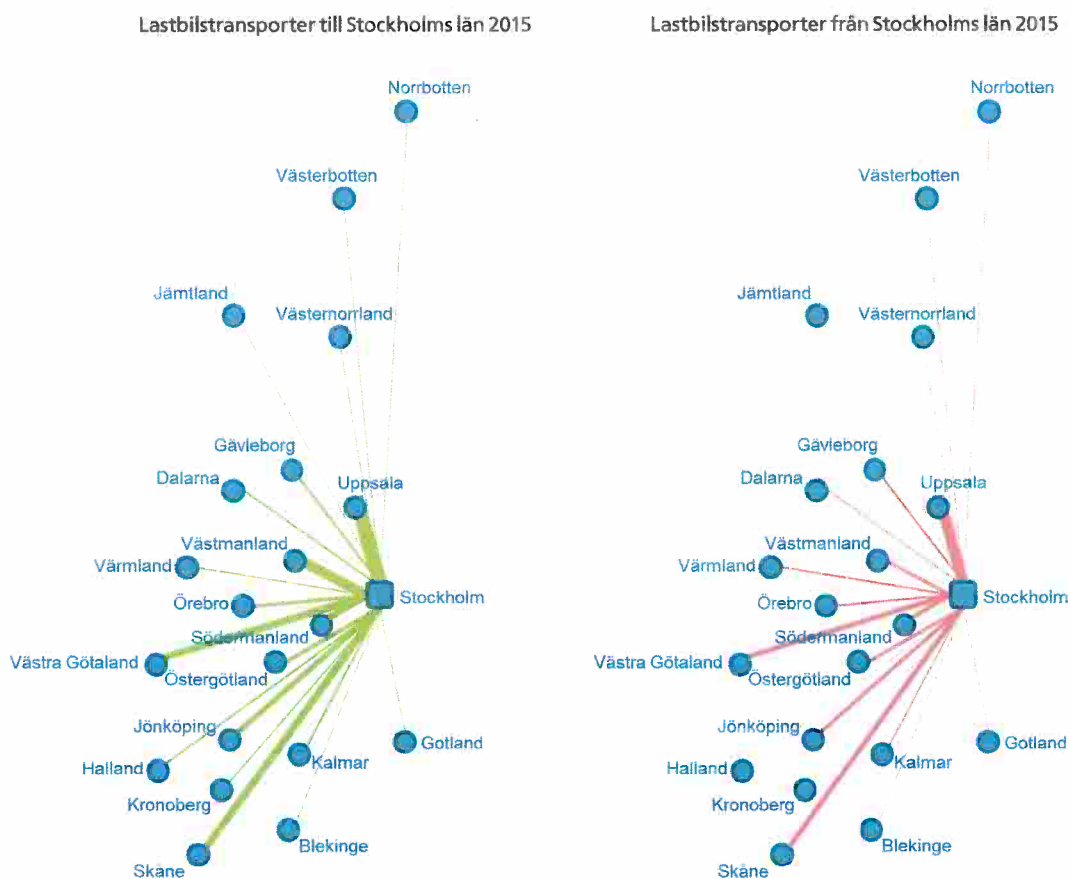 Lastbilstransporter till Stockholms län 2015
Norrbotten
Västerbotten
Jämtland
Västernorrland
Gävleborg
Dalarna
Uppsala
Västmanland
Värmland
Örebro
Stockholm
Södermanland
Västra Götaland
Östergötland
Jönköping
Gotland
Kalmar
Halland
Kronoberg
Blekinge
Skåne
Lastbilstransporter från Stockholms län 2015
Norrbotten
Västerbotten
Jämtland
Västernorrland
Gävleborg
Dalarna
Uppsala
Västmanland
Värmland
Örebro
Stockholm
Södermanland
Västra Götaland
Östergötland
Jönköping
Gotland
Kalmar
Halland
Kronoberg
Blekinge
Skåne